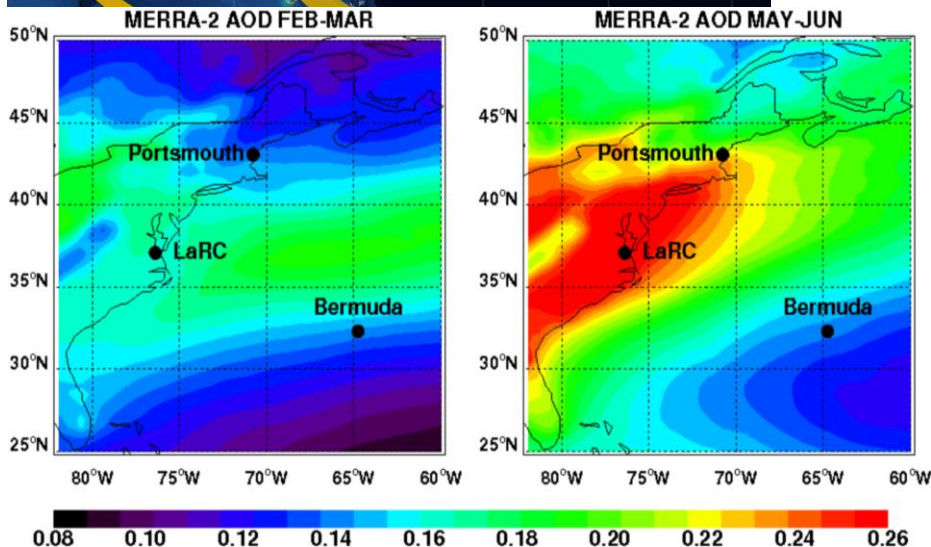 MERRA-2 AOD FEB-MAR
MERRA-2 AOD MAY-JUN
50°N
45°N
40°N
35°N
30°N
25°N
Portsmouth
LaRC
Bermuda
80°W 75°W 70°W 65°W 60°W
50°N
45°N
40°N
35°N
30°N
25°N
Portsmouth
LaRC
Bermuda
80°W 75°W 70°W 65°W 60°W
0.08 0.10 0.12 0.14 0.16 0.18 0.20 0.22 0.24 0.26